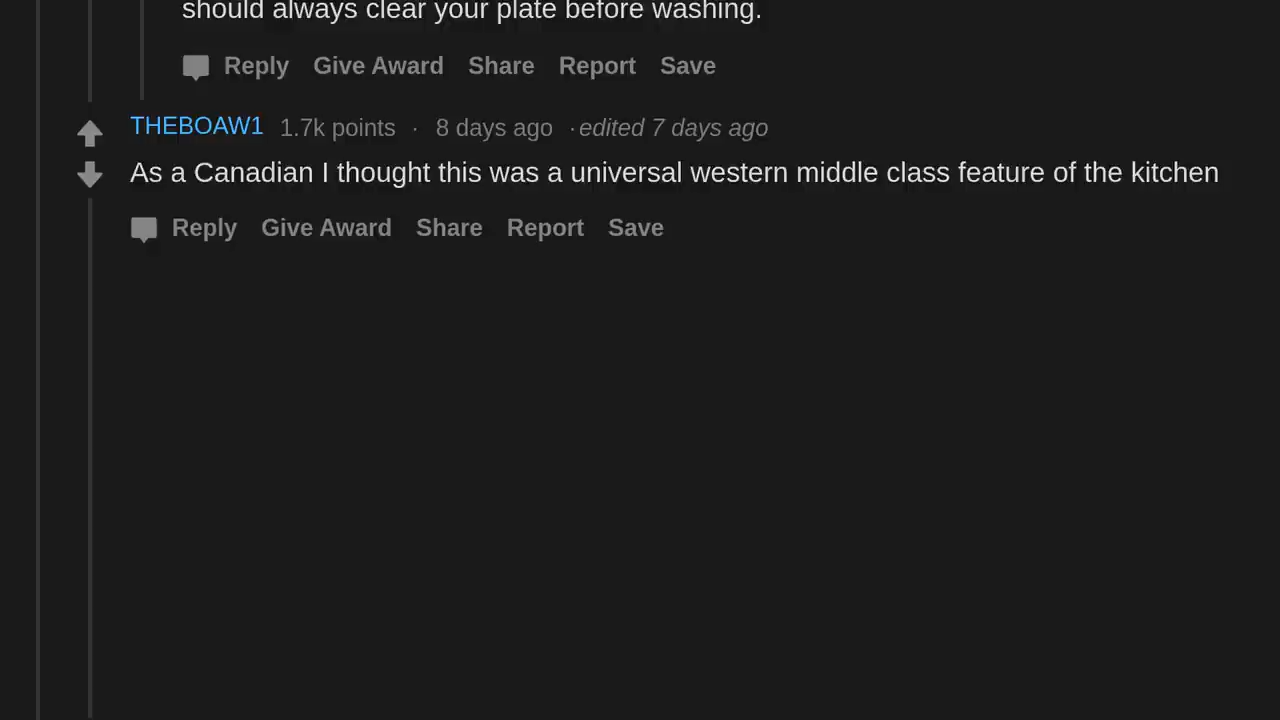 should always clear your plate before washing.
Reply Give Award Share Report Save
THEBOAW1 1.7k points · 8 days ago ·edited 7 days ago
As a Canadian I thought this was a universal western middle class feature of the kitchen
Reply Give Award Share Report Save